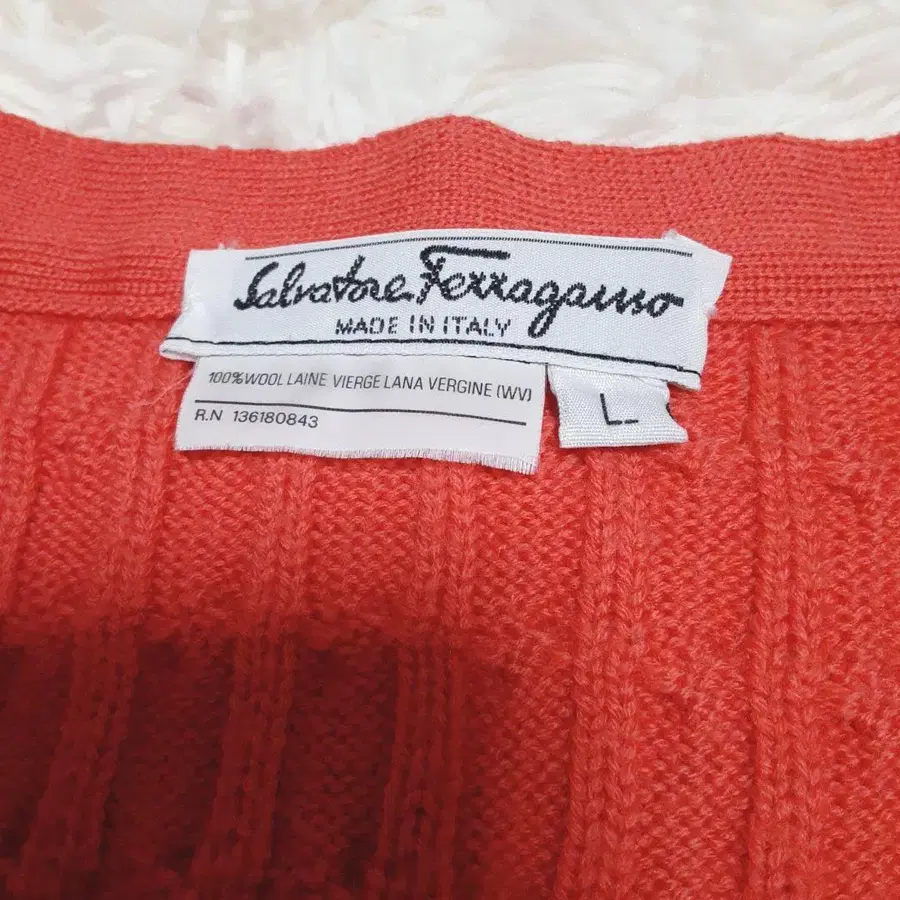 Salvatore Ferragamo
MADE IN ITALY
100% WOOL LAINE VIERGE LANA VERGINE (WV)
R.N 136180843
L